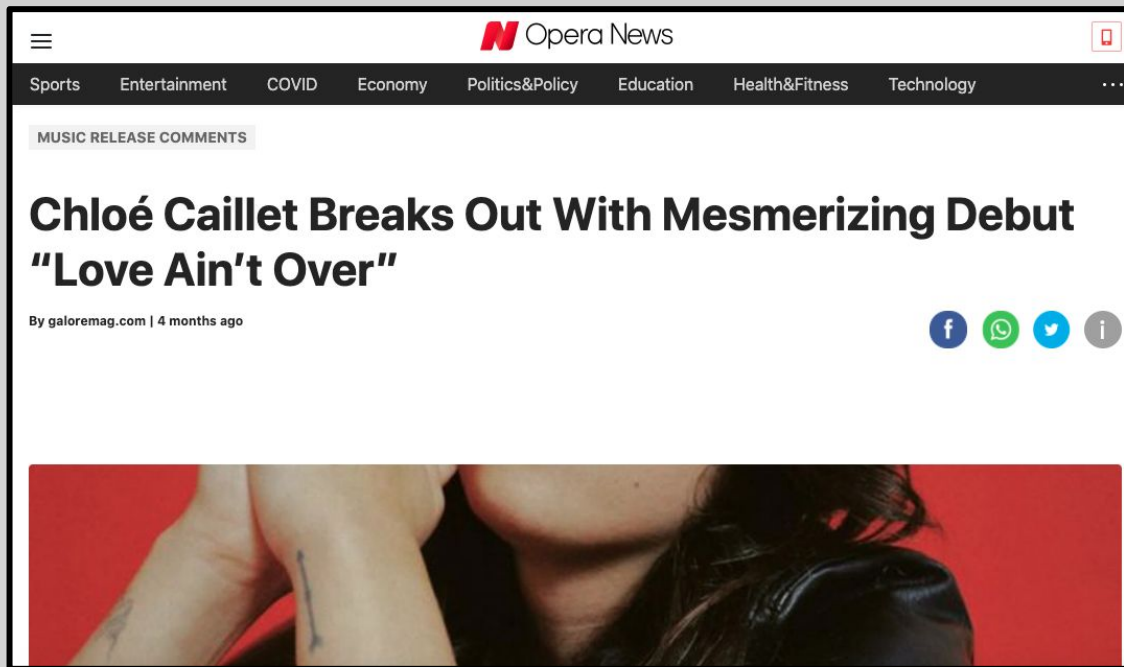 Opera News
Sports Entertainment COVID Economy Politics&Policy Education Health&Fitness Technology ...
MUSIC RELEASE COMMENTS
Chloé Caillet Breaks Out With Mesmerizing Debut
“Love Ain’t Over”
By galoremag.com | 4 months ago